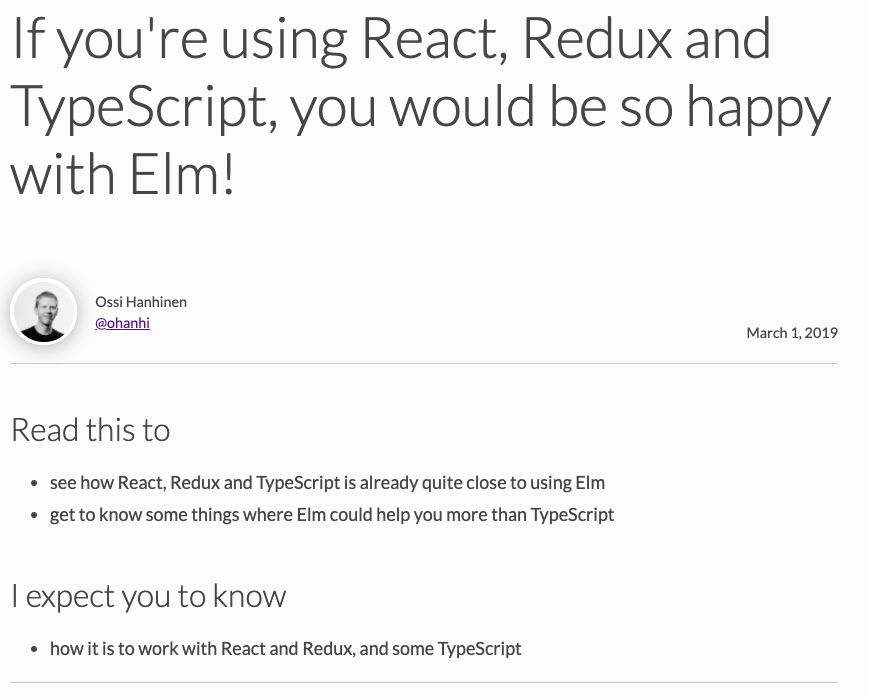 If you're using React, Redux and
TypeScript, you would be so happy
with Elm!
Ossi Hanhinen
@ohanhi
March 1, 2019
Read this to
see how React, Redux and TypeScript is already quite close to using Elm
get to know some things where Elm could help you more than TypeScript
I expect you to know
how it is to work with React and Redux, and some TypeScript